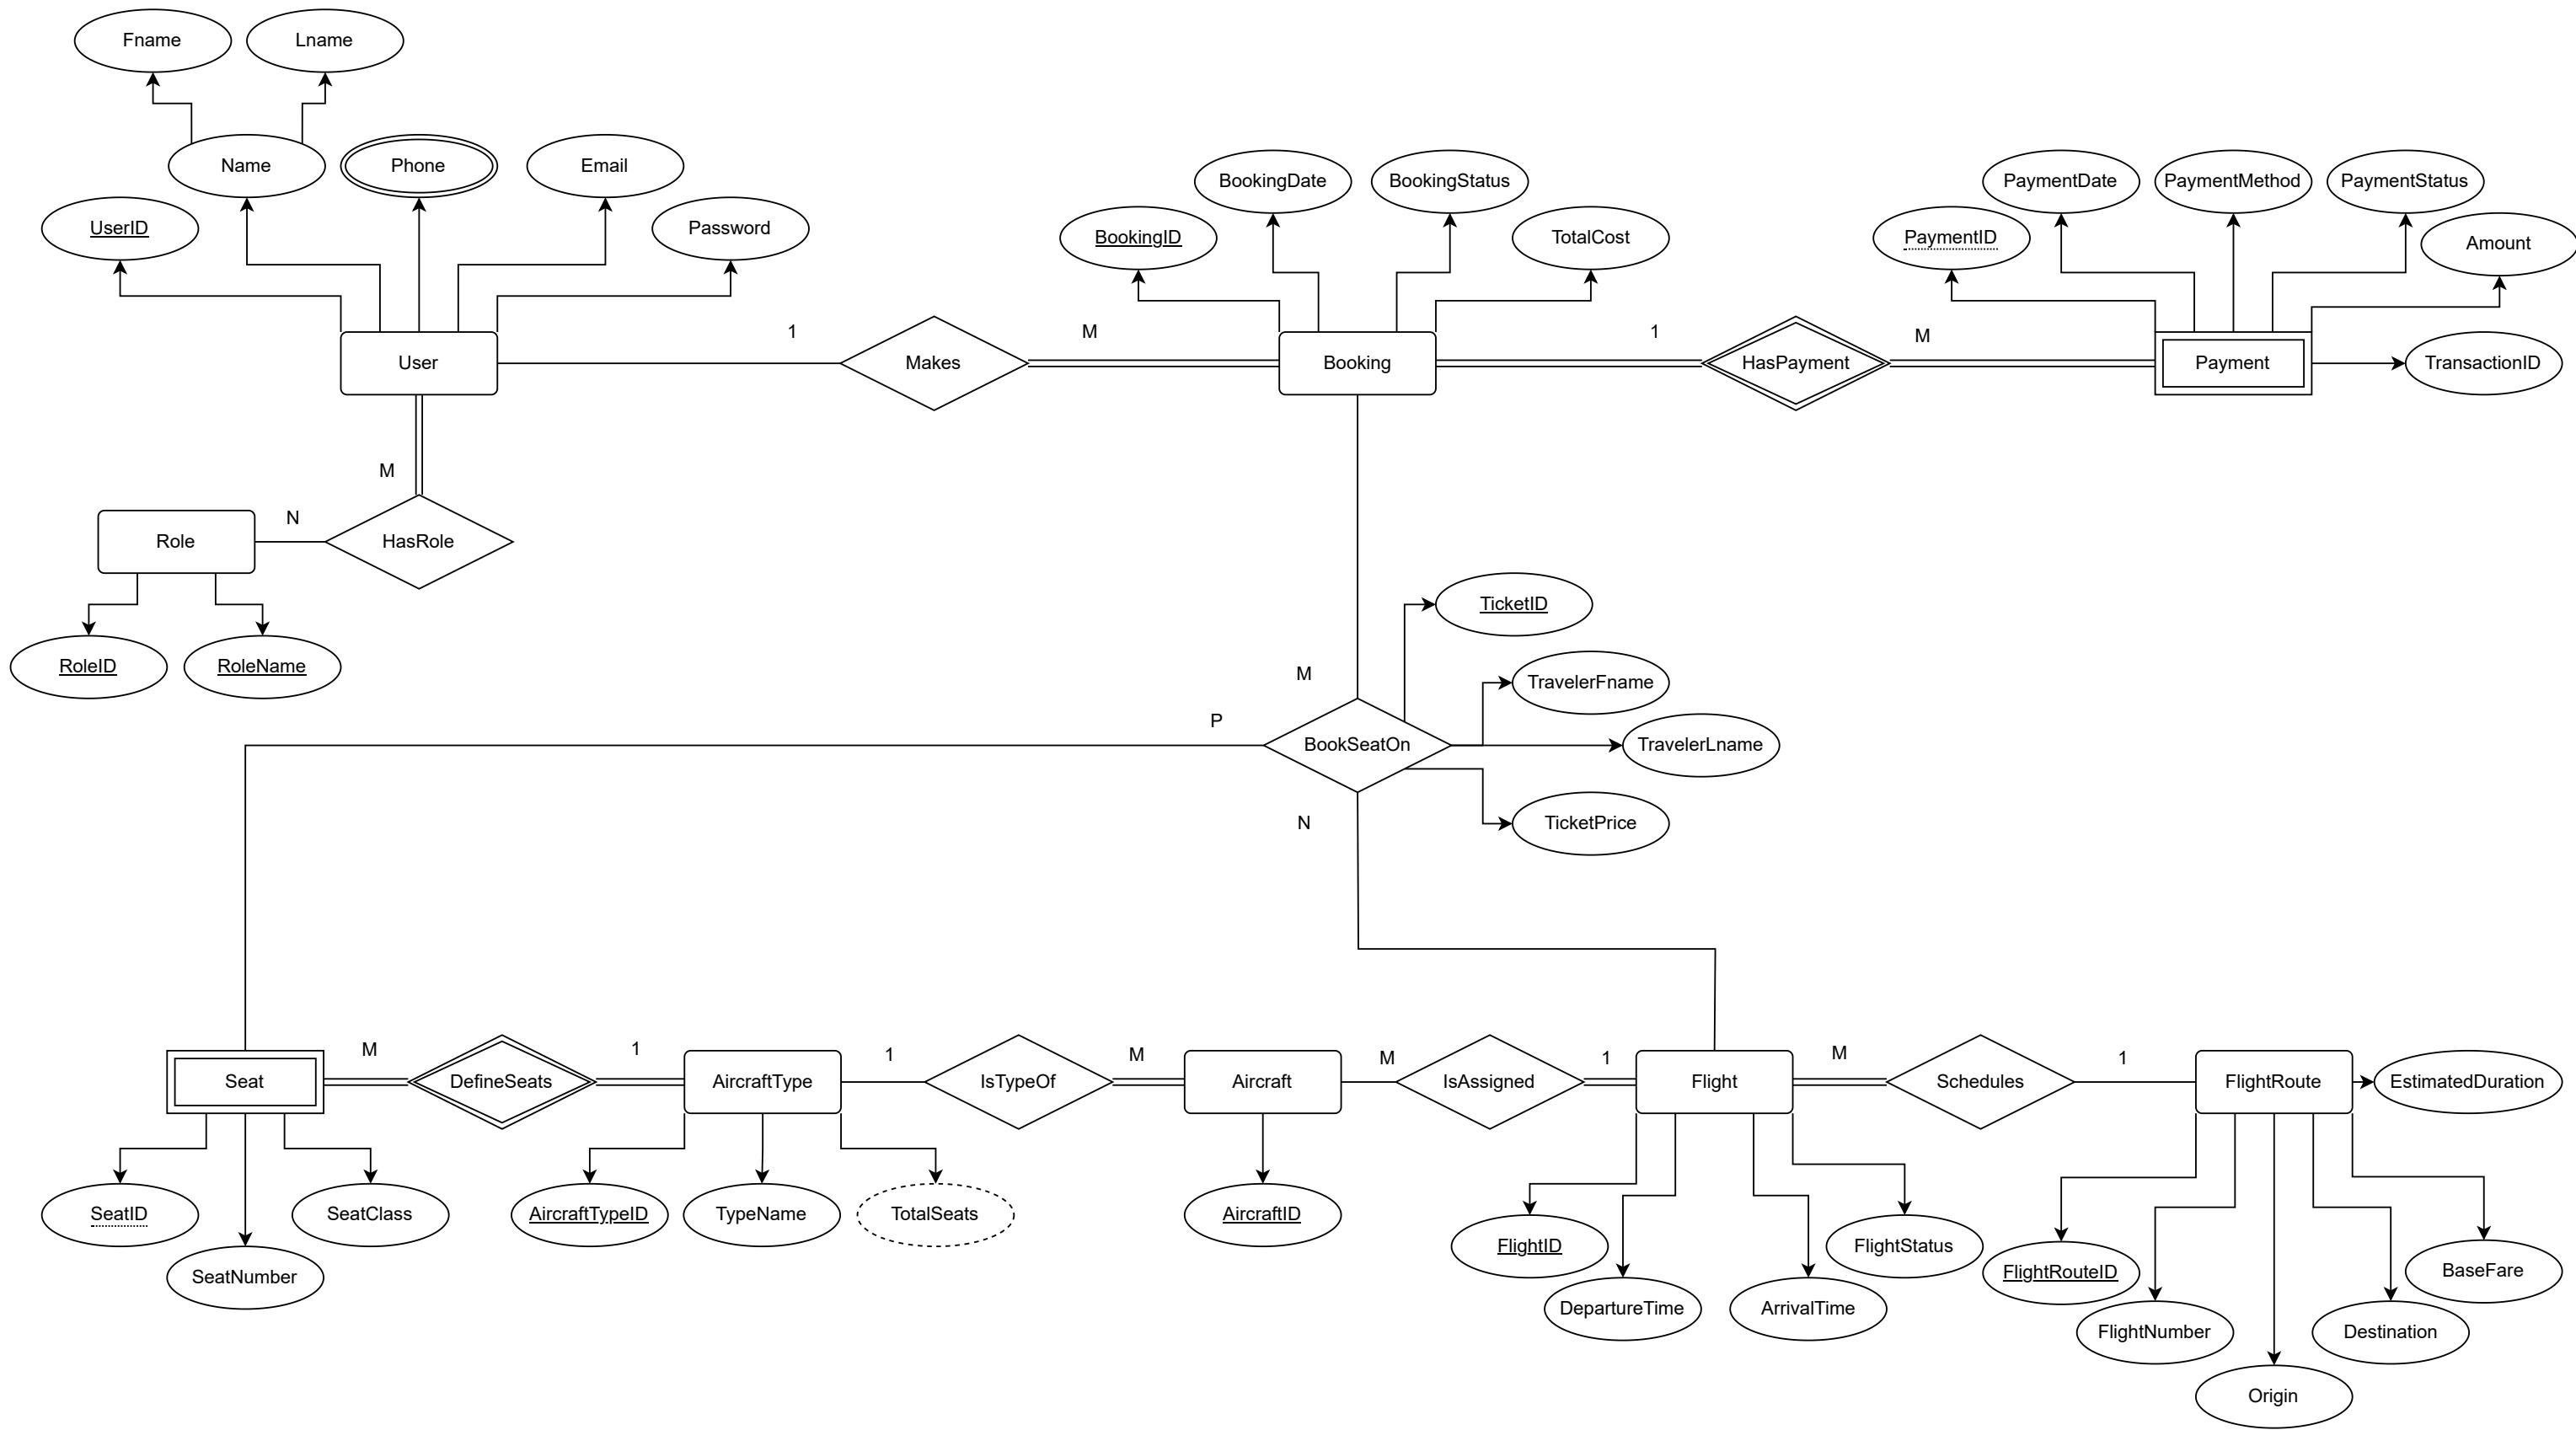 Fname
Lname
Name
Phone
Email
UserID
Password
BookingDate
BookingStatus
BookingID
TotalCost
PaymentDate
PaymentMethod
PaymentStatus
PaymentID
Amount
User
1
Makes
M
Booking
1
HasPayment
M
Payment
TransactionID
M
Role
N
HasRole
RoleID
RoleName
TicketID
M
TravelerFname
P
BookSeatOn
TravelerLname
N
TicketPrice
Seat
M
DefineSeats
1
AircraftType
1
IsTypeOf
M
Aircraft
M
IsAssigned
1
Flight
M
Schedules
1
FlightRoute
EstimatedDuration
SeatID
SeatClass
SeatNumber
AircraftTypeID
TypeName
TotalSeats
AircraftID
FlightID
FlightStatus
DepartureTime
ArrivalTime
FlightRouteID
BaseFare
FlightNumber
Destination
Origin